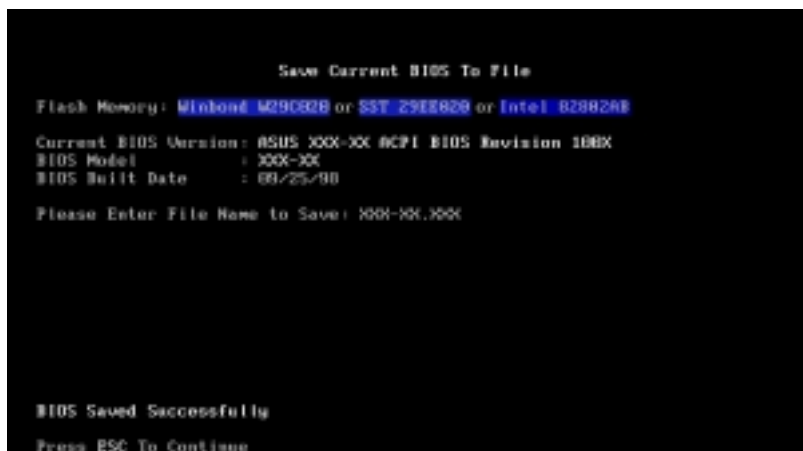 Save Current BIOS To File
Flash Memory: Winbond W29C020 or SST 29EE020 or Intel 82802AB
Current BIOS Version: ASUS XXX-XX ACPI BIOS Revision 100X
BIOS Model : XXX-XX
BIOS Built Date : 09/25/98
Please Enter File Name to Save: XXX-XX.XXX
BIOS Saved Successfully
Press ESC To Continue